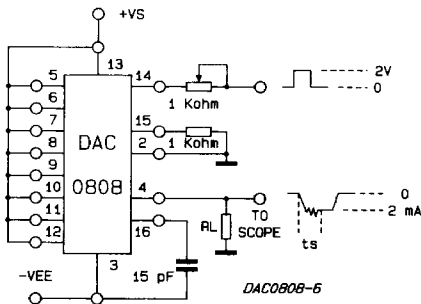 +VS
13
5
14
2V
0
6
1 Kohm
7
15
8
DAC
2
1 Kohm
9
0808
10
4
0
11
16
RL
TO
SCOPE
2 mA
12
3
ts
-VEE
15 pF
DAC0808-6